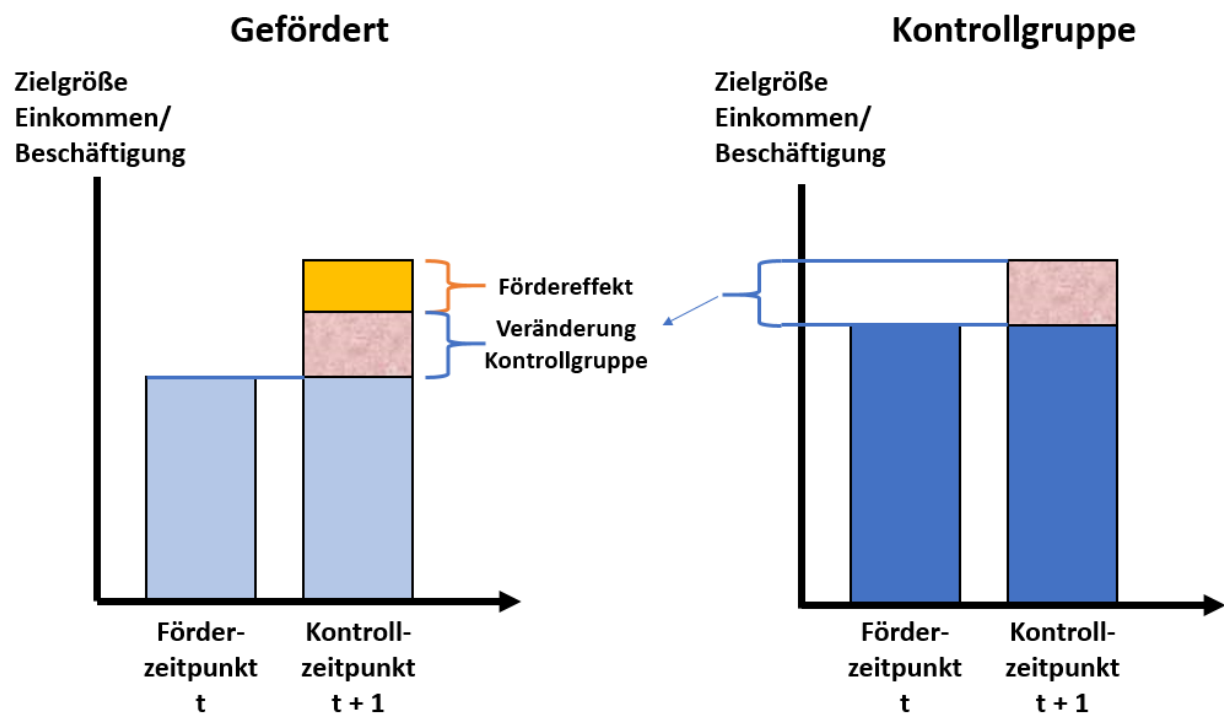 Gefördert
Zielgröße
Einkommen/
Beschäftigung
Fördereffekt
Veränderung
Kontrollgruppe
Förder-
zeitpunkt
t
Kontroll-
zeitpunkt
t + 1
Kontrollgruppe
Zielgröße
Einkommen/
Beschäftigung
Förder-
zeitpunkt
t
Kontroll-
zeitpunkt
t + 1